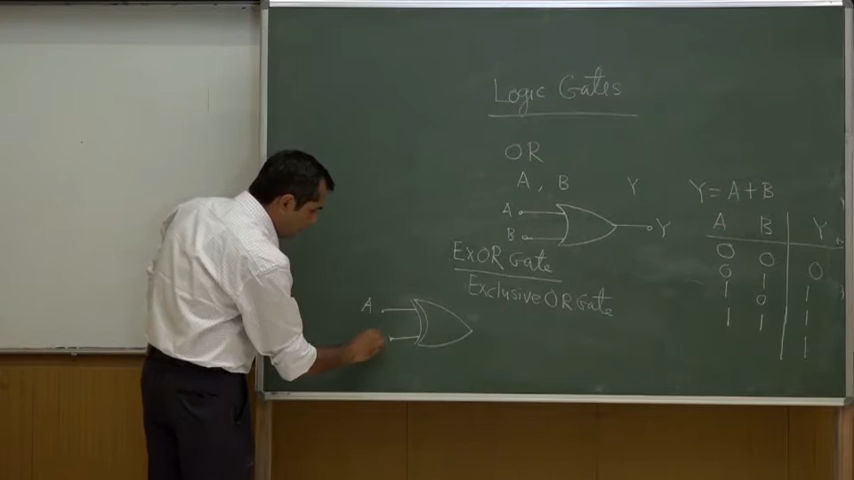 Logic Gates
OR
A , B Y
A
B
Y
Y = A + B
A B Y
0 0 0
0 1 1
1 0 1
1 1 1
ExOR Gate
Exclusive OR Gate
A